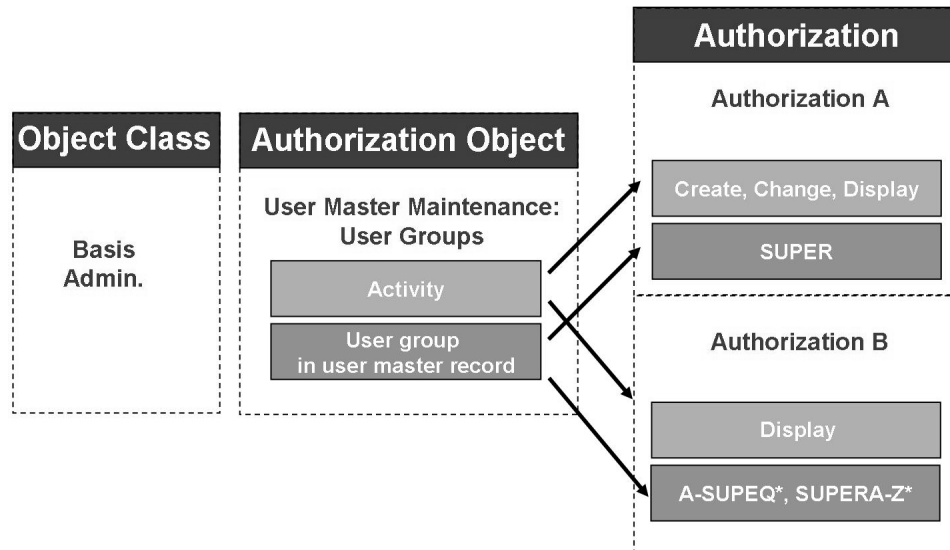 Object Class
Basis
Admin.
Authorization Object
User Master Maintenance:
User Groups
Activity
User group
in user master record
Authorization
Authorization A
Create, Change, Display
SUPER
Authorization B
Display
A-SUPEQ*, SUPERA-Z*